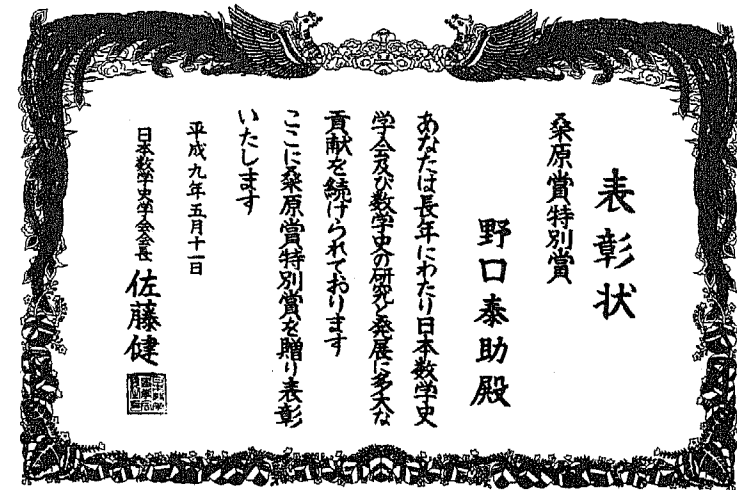 表彰状
桑原賞特別賞
野口泰助殿
あなたは長年にわたり日本数学史
学会及び数学史の研究と発展に多大な
貢献を続けられております
ここに桑原賞特別賞を贈り表彰
いたします
平成九年五月十一日
日本数学史学会会長 佐藤健一